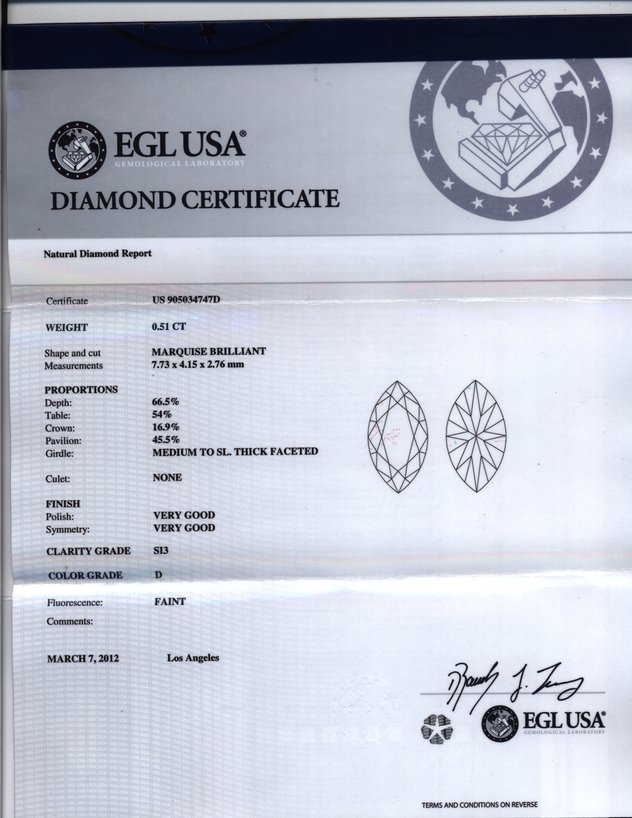 EGL USA®
GEMOLOGICAL LABORATORY
DIAMOND CERTIFICATE
Natural Diamond Report
Certificate US 905034747D
WEIGHT 0.51 CT
Shape and cut MARQUISE BRILLIANT
Measurements 7.73 x 4.15 x 2.76 mm
PROPORTIONS
Depth: 66.5%
Table: 54%
Crown: 16.9%
Pavilion: 45.5%
Girdle: MEDIUM TO SL. THICK FACETED
Culet: NONE
FINISH
Polish: VERY GOOD
Symmetry: VERY GOOD
CLARITY GRADE SI3
COLOR GRADE D
Fluorescence: FAINT
Comments:
MARCH 7, 2012 Los Angeles
EGL USA®
GEMOLOGICAL LABORATORY
TERMS AND CONDITIONS ON REVERSE